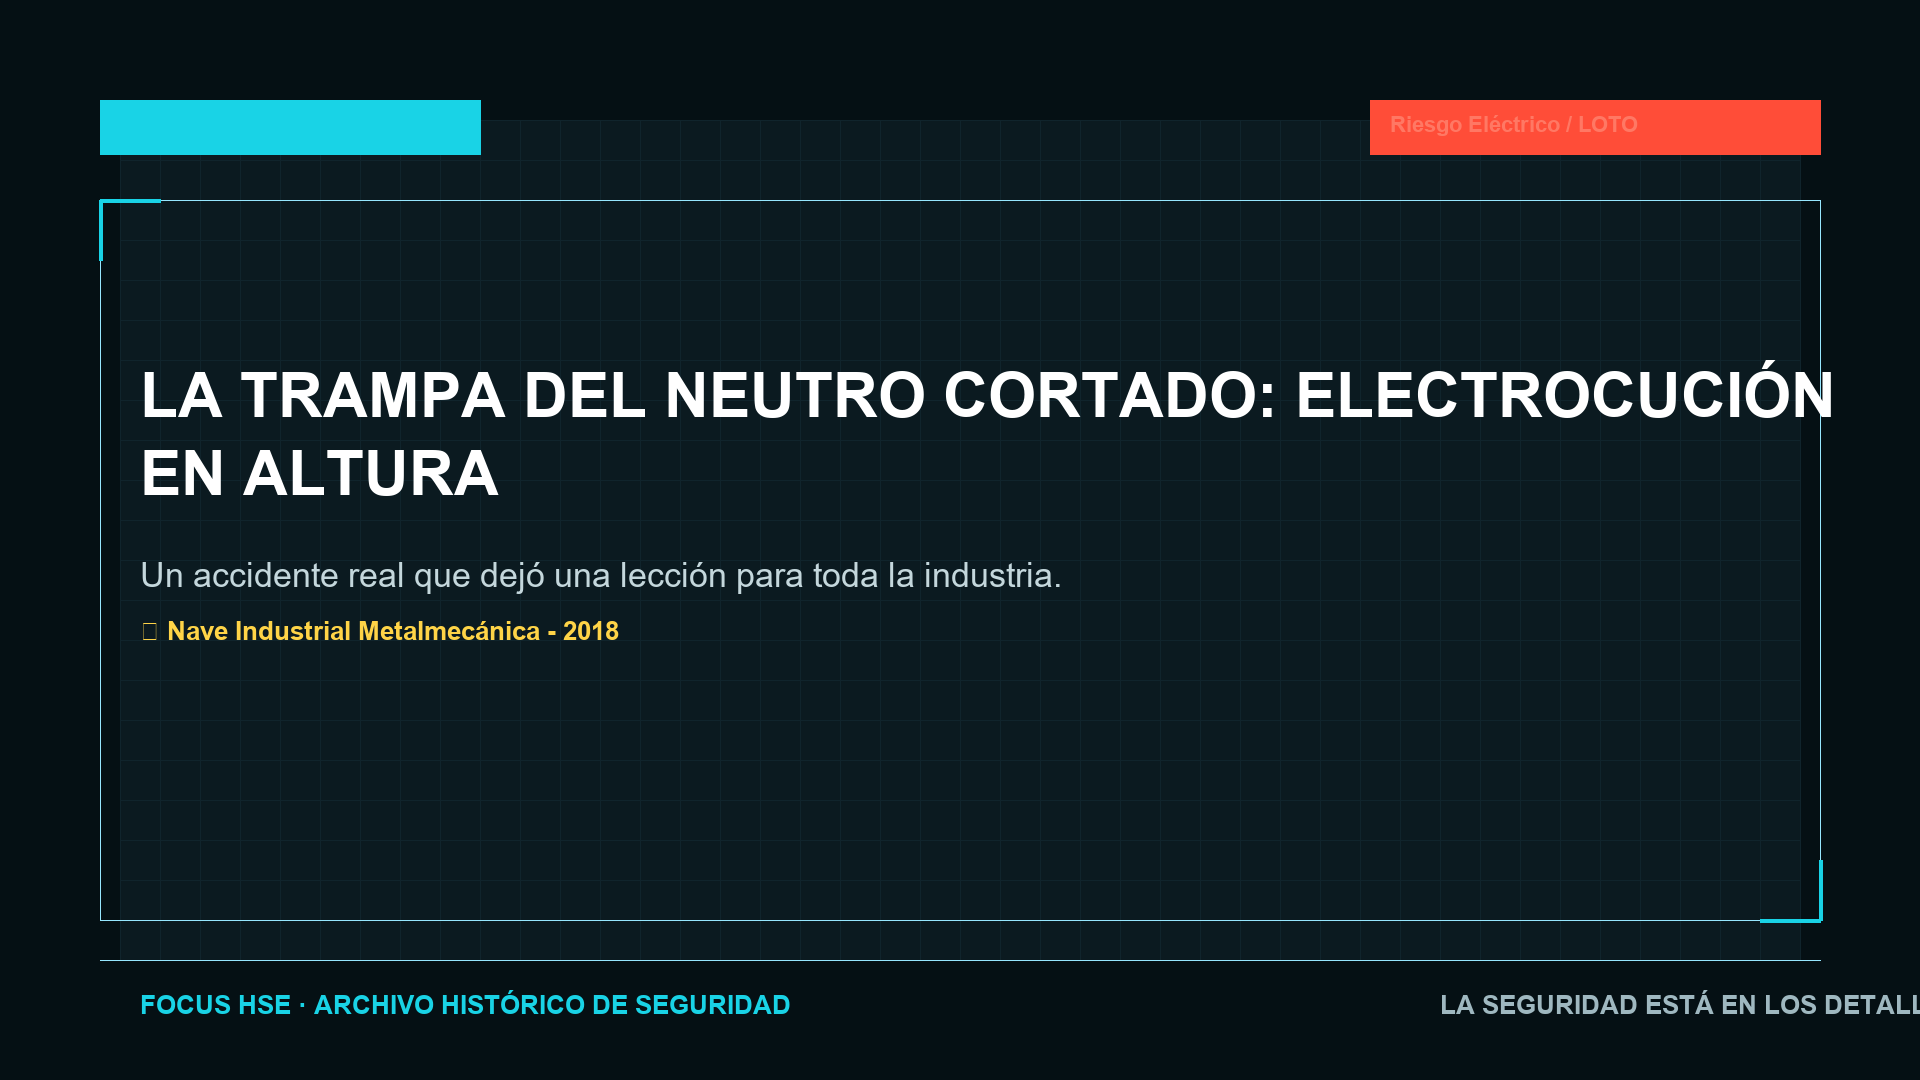 Riesgo Eléctrico / LOTO
LA TRAMPA DEL NEUTRO CORTADO: ELECTROCUCIÓN
EN ALTURA
Un accidente real que dejó una lección para toda la industria.
Nave Industrial Metalmecánica - 2018
FOCUS HSE · ARCHIVO HISTÓRICO DE SEGURIDAD
LA SEGURIDAD ESTÁ EN LOS DETALL